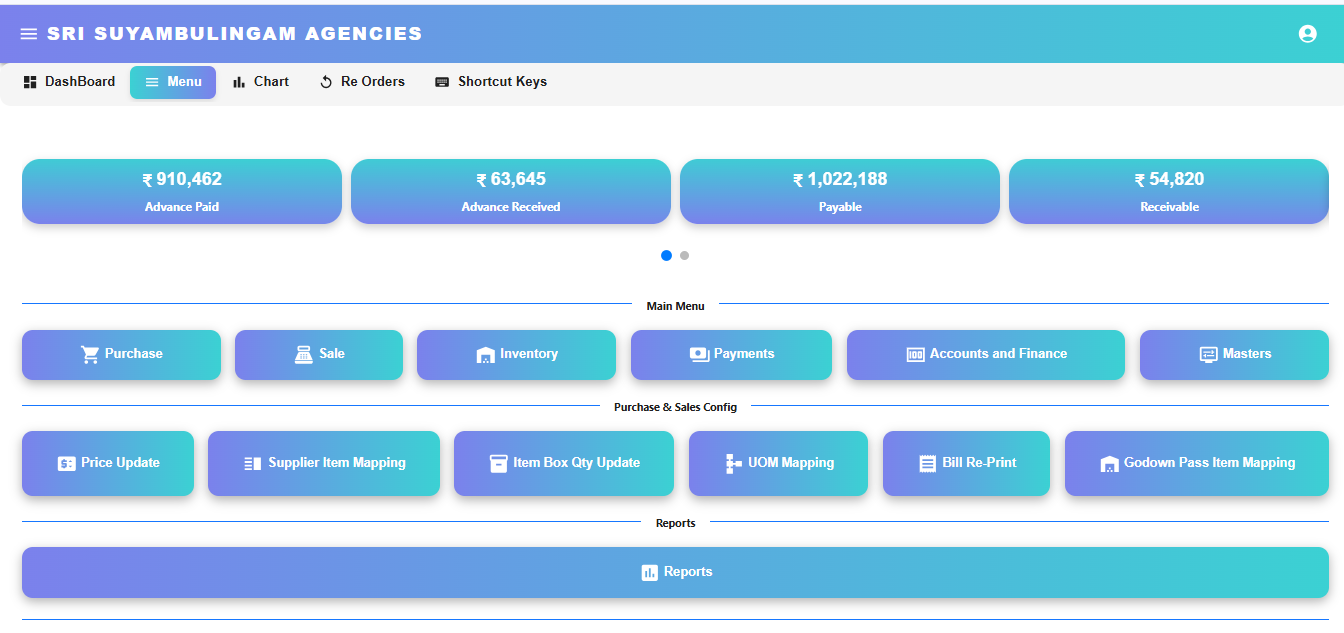 SRI SUYAMBULINGAM AGENCIES
DashBoard Menu Chart Re Orders Shortcut Keys
₹ 910,462 ₹ 63,645 ₹ 1,022,188 ₹ 54,820
Advance Paid Advance Received Payable Receivable
Main Menu
Purchase Sale Inventory Payments Accounts and Finance Masters
Purchase & Sales Config
Price Update Supplier Item Mapping Item Box Qty Update UOM Mapping Bill Re-Print Godown Pass Item Mapping
Reports
Reports